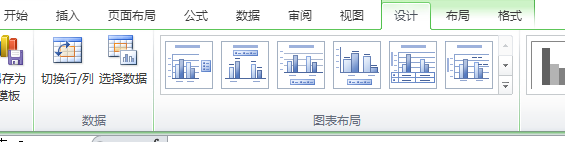 开始 插入 页面布局 公式 数据 审阅 视图 设计 布局 格式
存为
模板
切换行/列 选择数据
数据 图表布局